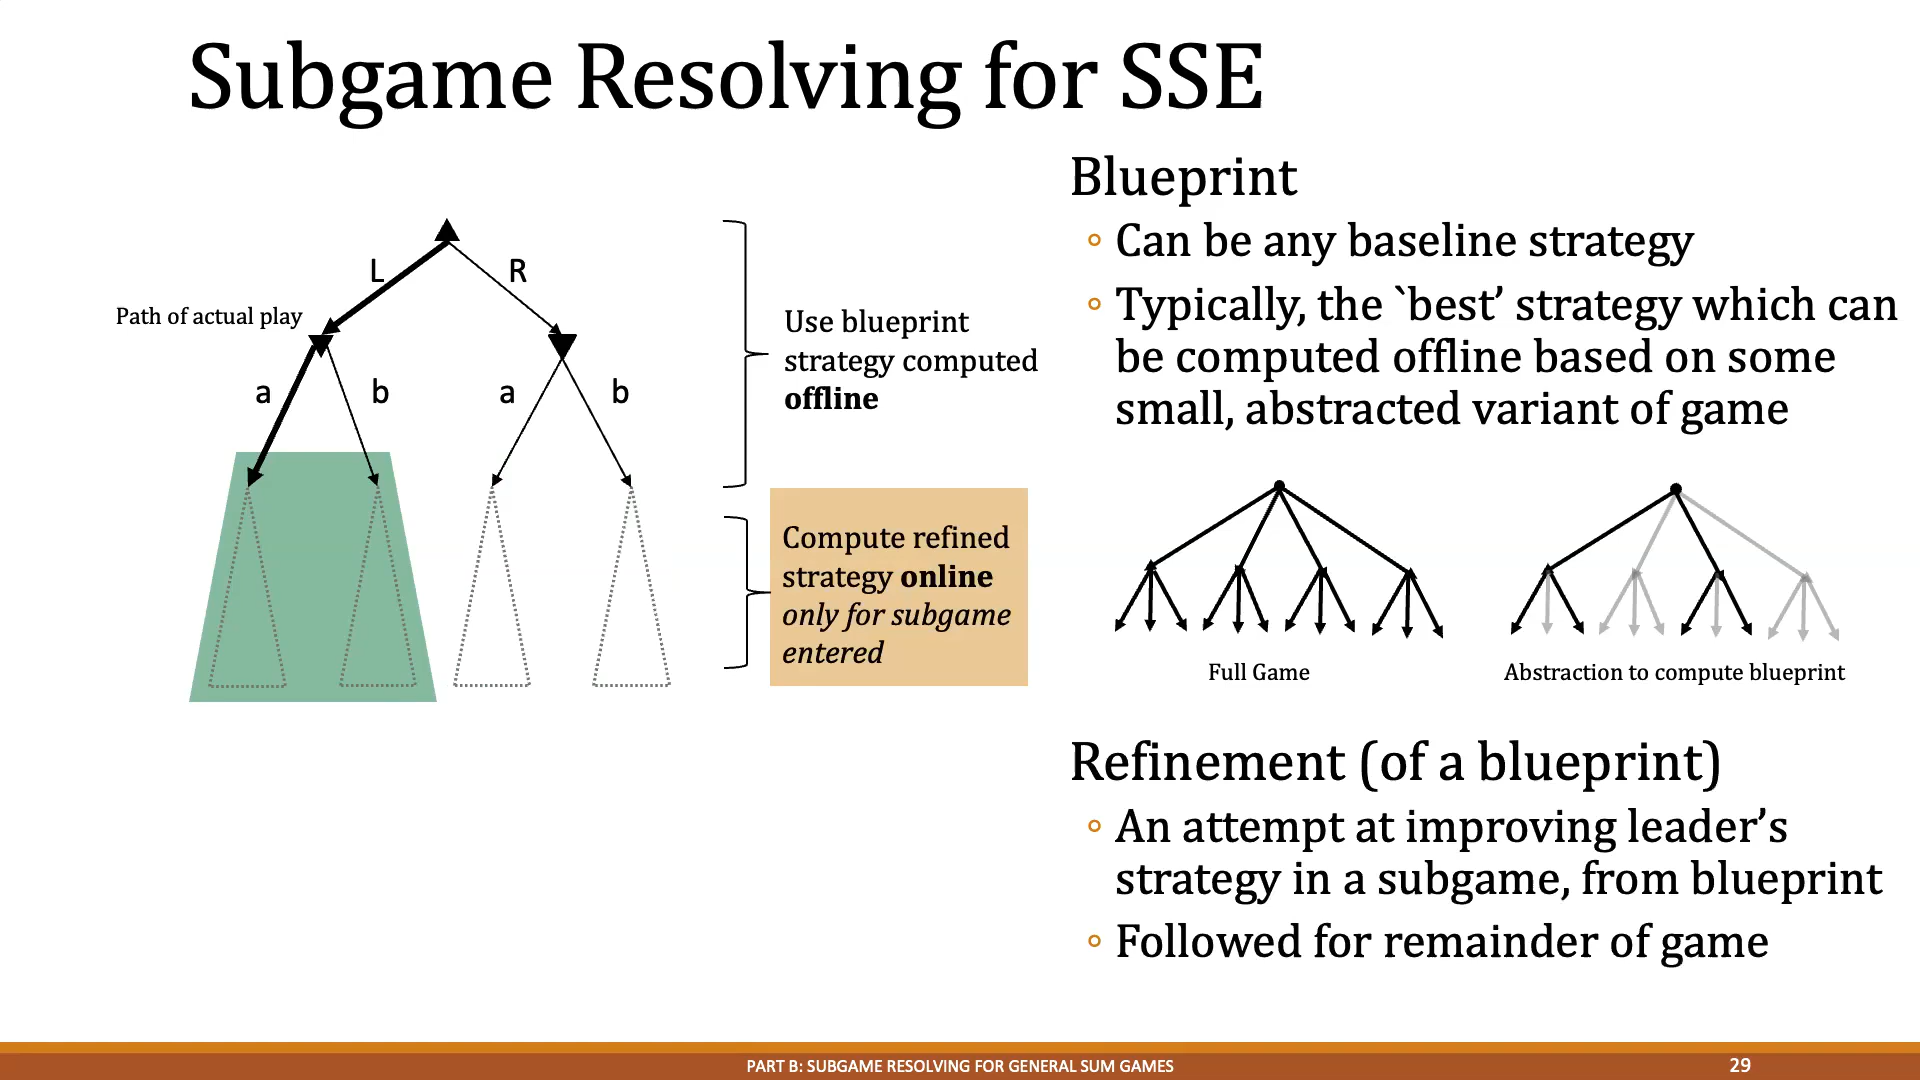 Subgame Resolving for SSE
L
R
Path of actual play
a
b
a
b
Use blueprint
strategy computed
offline
Compute refined
strategy online
only for subgame
entered
Blueprint
Can be any baseline strategy
Typically, the `best’ strategy which can
be computed offline based on some
small, abstracted variant of game
Full Game
Abstraction to compute blueprint
Refinement (of a blueprint)
An attempt at improving leader’s
strategy in a subgame, from blueprint
Followed for remainder of game
PART B: SUBGAME RESOLVING FOR GENERAL SUM GAMES
29